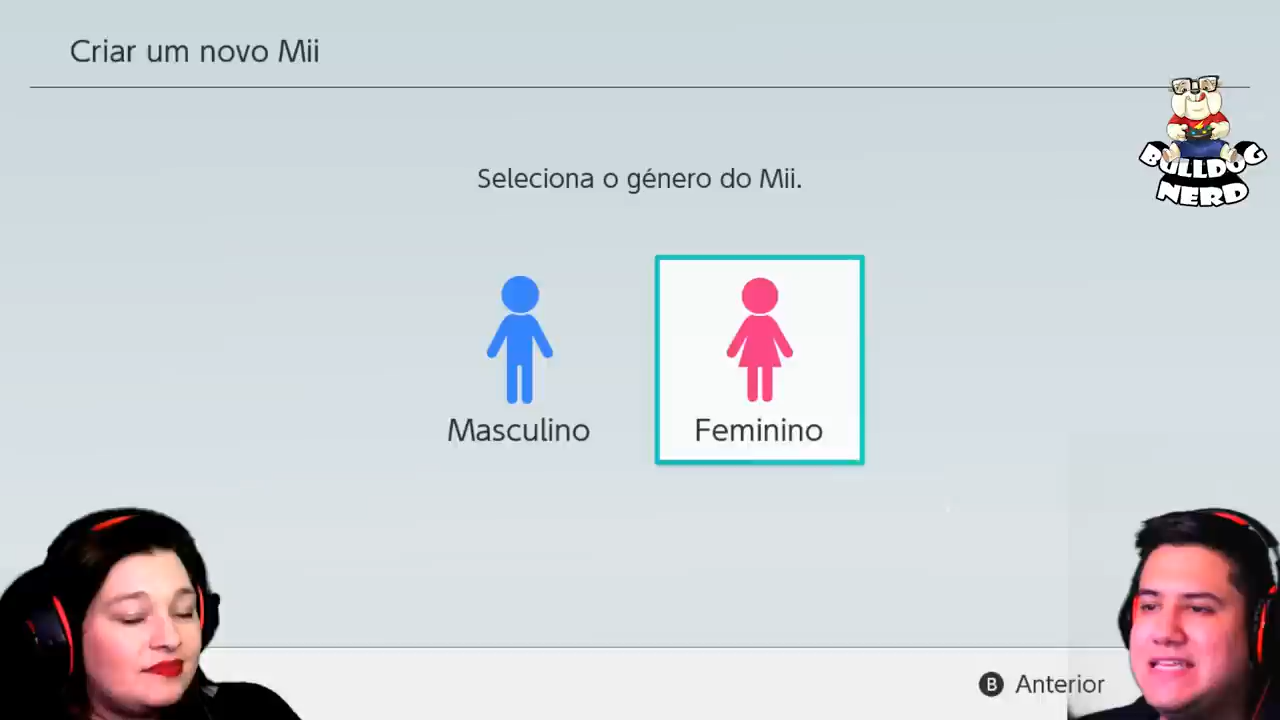 Criar um novo Mii
BULLDOG
NERD
Seleciona o género do Mii.
Masculino
Feminino
B Anterior